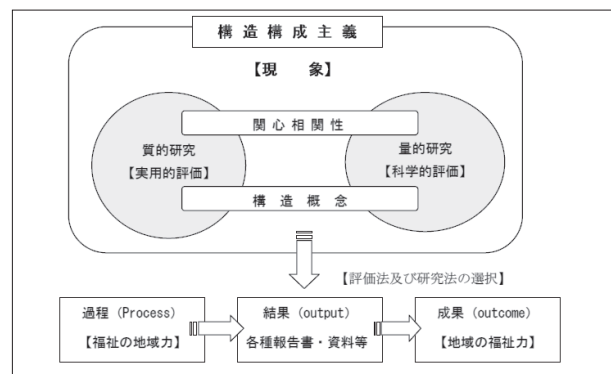 構造構成主義
【現　象】
関心相関性
質的研究
【実用的評価】
量的研究
【科学的評価】
構造概念
【評価法及び研究法の選択】
過程（Process）
【福祉の地域力】
結果（output）
各種報告書・資料等
成果（outcome）
【地域の福祉力】